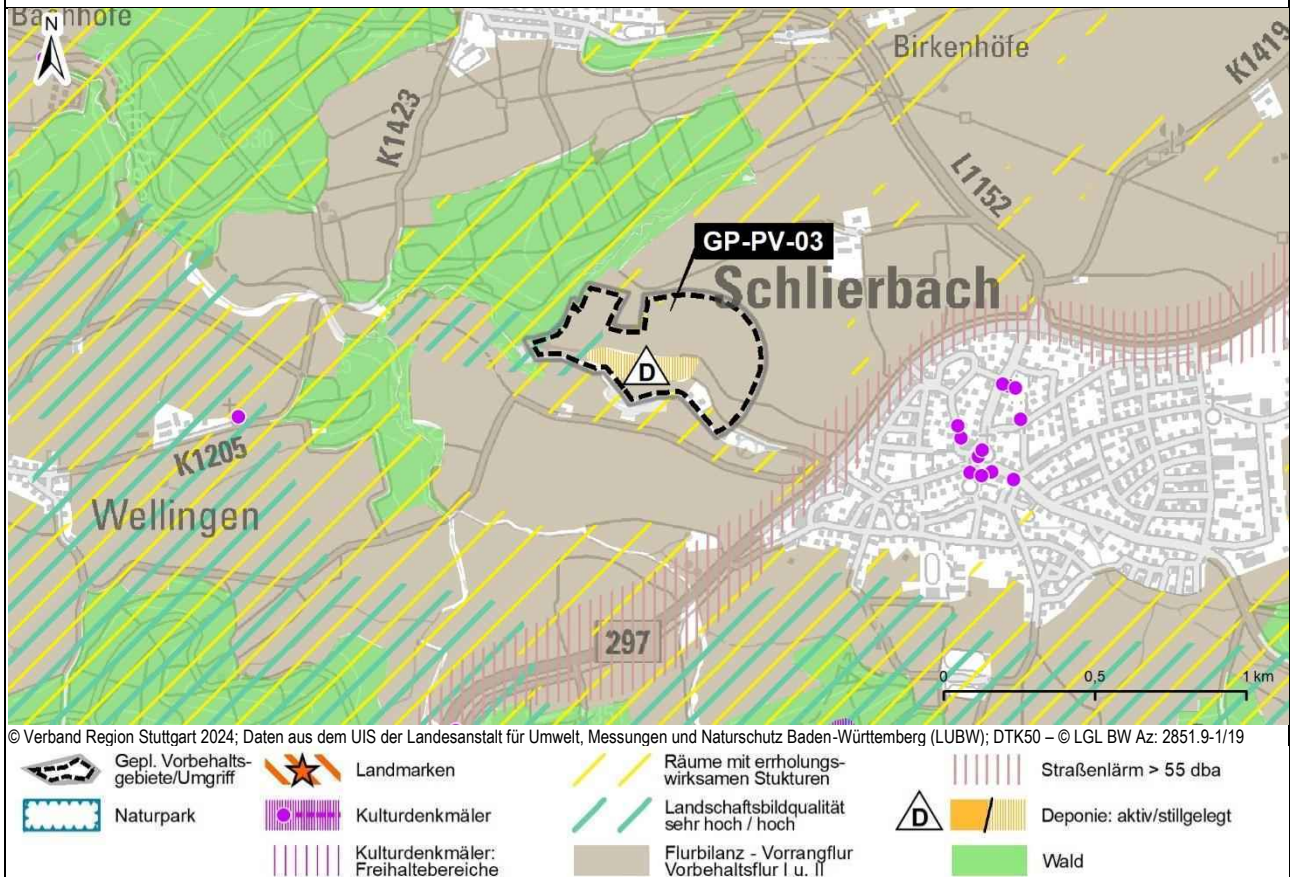 Bahnhöfe
N
Birkenhöfe
K1419
K1423
L1152
GP-PV-03
Schlierbach
D
K1205
Wellingen
297
0 0,5 1 km
© Verband Region Stuttgart 2024; Daten aus dem UIS der Landesanstalt für Umwelt, Messungen und Naturschutz Baden-Württemberg (LUBW); DTK50 – © LGL BW Az: 2851.9-1/19
Gepl. Vorbehalts-
gebiete/Umgriff
Naturpark
Landmarken
Kulturdenkmäler
Kulturdenkmäler:
Freihaltebereiche
Räume mit errholungs-
wirksamen Stukturen
Landschaftsbildqualität
sehr hoch / hoch
Flurbilanz - Vorrangflur
Vorbehaltsflur I u. II
Straßenlärm > 55 dba
D
Deponie: aktiv/stillgelegt
Wald